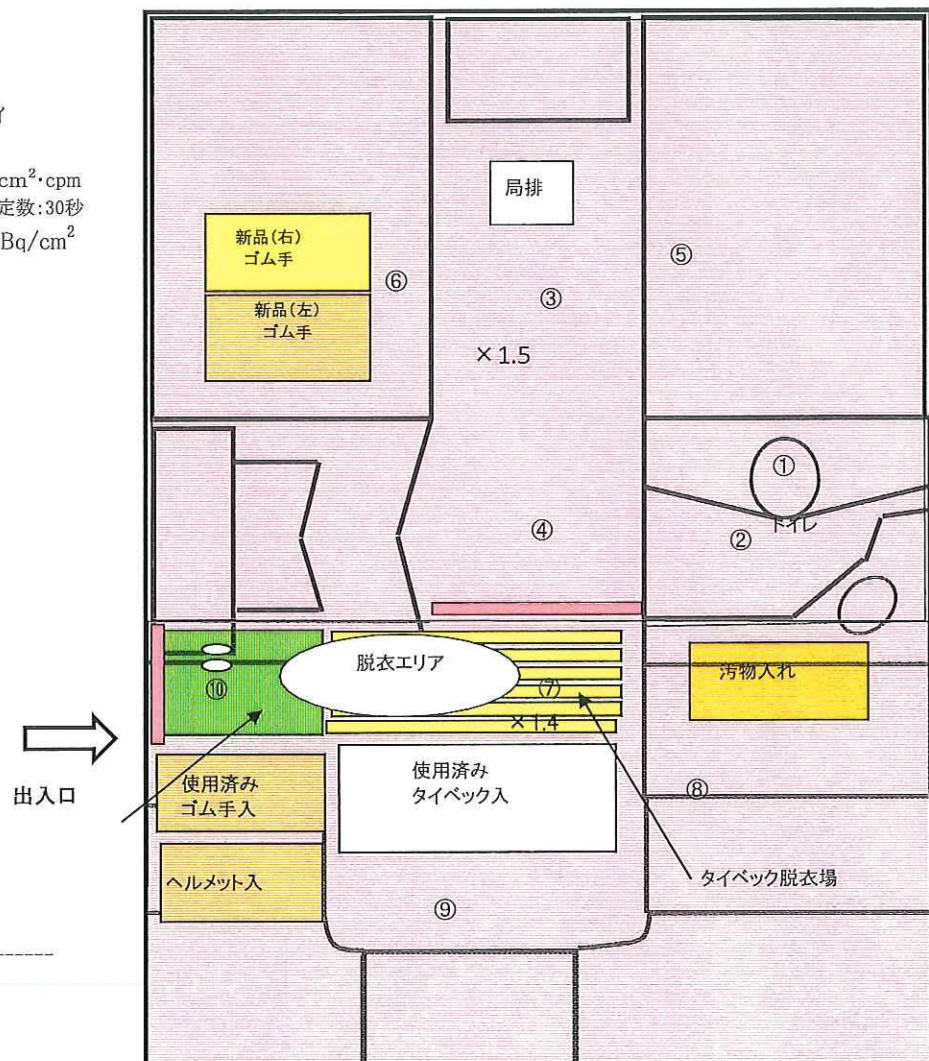 cm²･cpm
定数:30秒
Bq/cm²
局排
新品(右)
ゴム手
新品(左)
ゴム手
⑥
③
⑤
×1.5
①
トイレ
②
④
脱衣エリア
⑦
×1.4
⑩
汚物入れ
出入口
使用済み
ゴム手入
使用済み
タイベック入
⑧
ヘルメット入
タイベック脱衣場
⑨